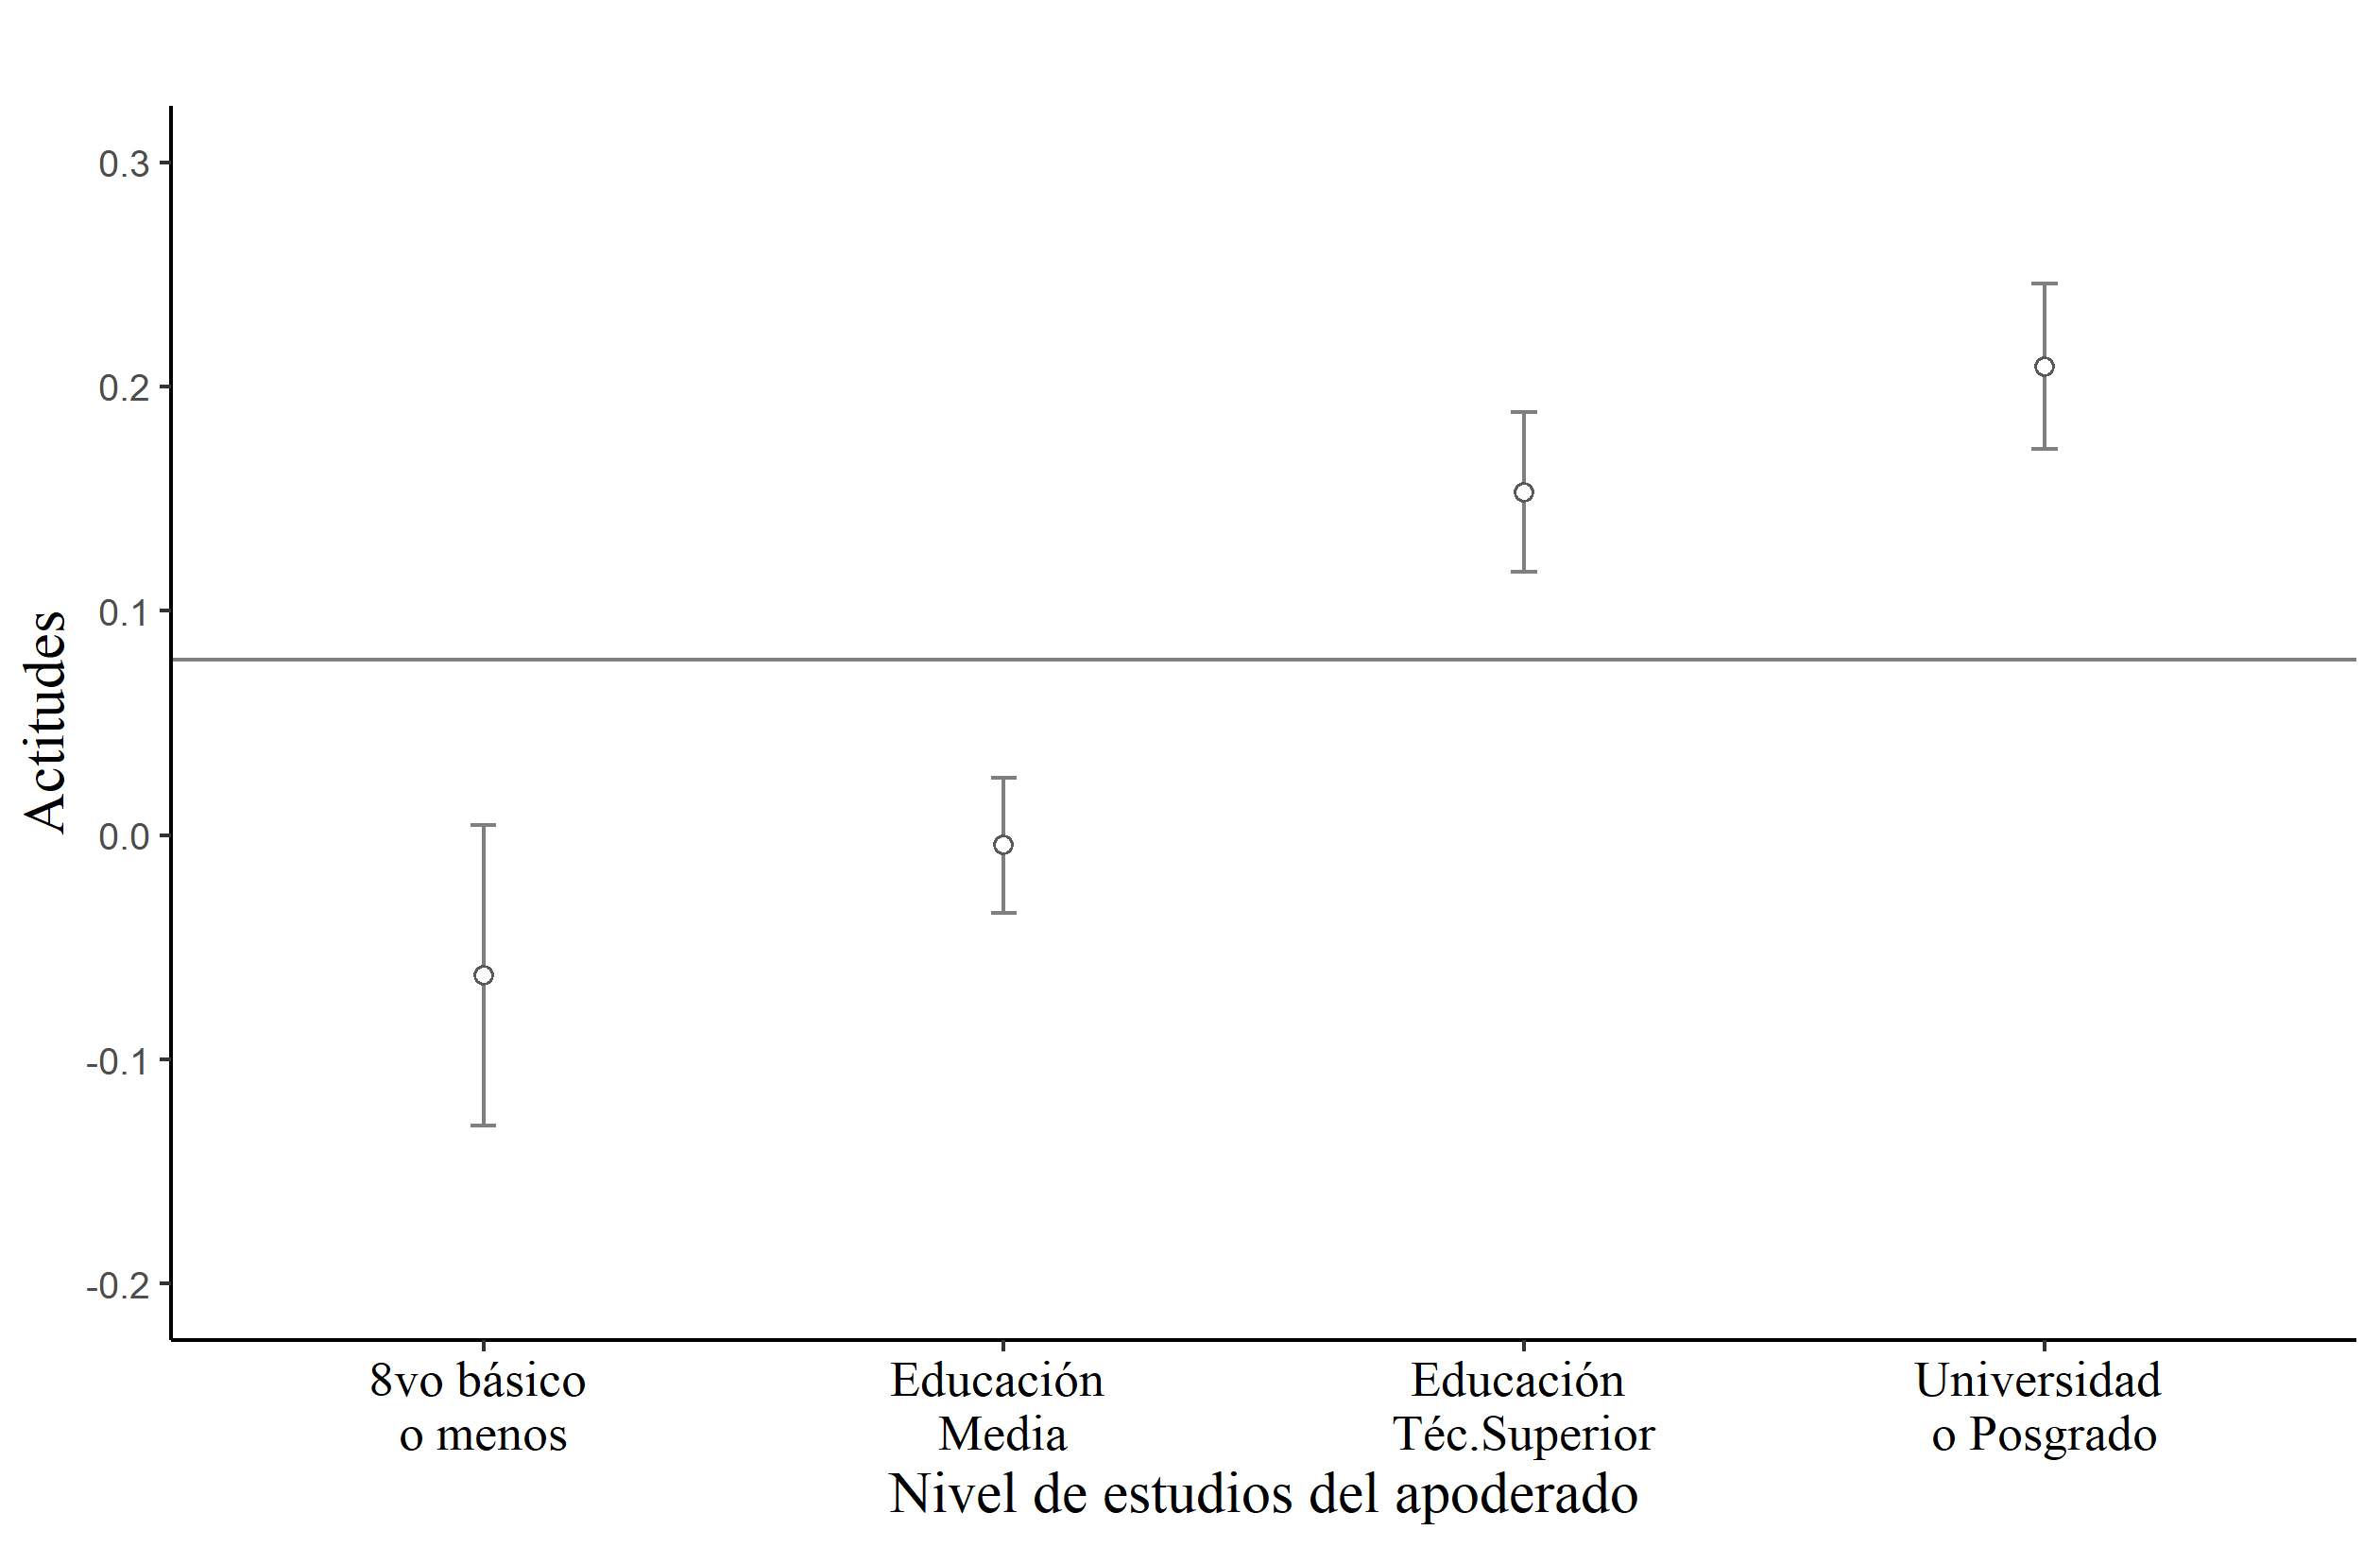 0.3
0.2
0.1
0.0
-0.1
-0.2
Actitudes
8vo básico
o menos
Educación
Media
Educación
Téc.Superior
Universidad
o Posgrado
Nivel de estudios del apoderado